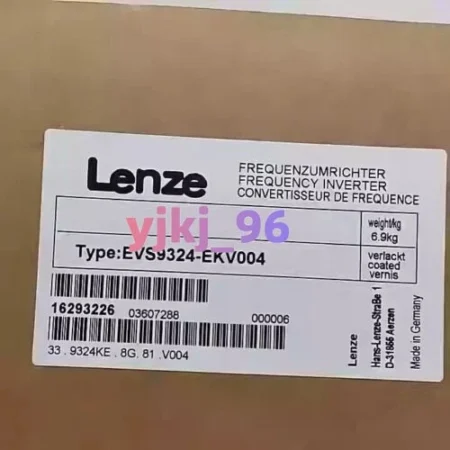 Lenze
FREQUENZUMRICHTER
FREQUENCY INVERTER
CONVERTISSEUR DE FREQUENCE
weight/kg
6.9kg
yjkj_96
Type:EVS9324-EKV004
verlackt
coated
vernis
16293226 03607288 000006
33 . 9324KE . 8G. 81 .V004
Lenze
Hans-Lenze-Straße 1
D-31855 Aerzen
Made in Germany